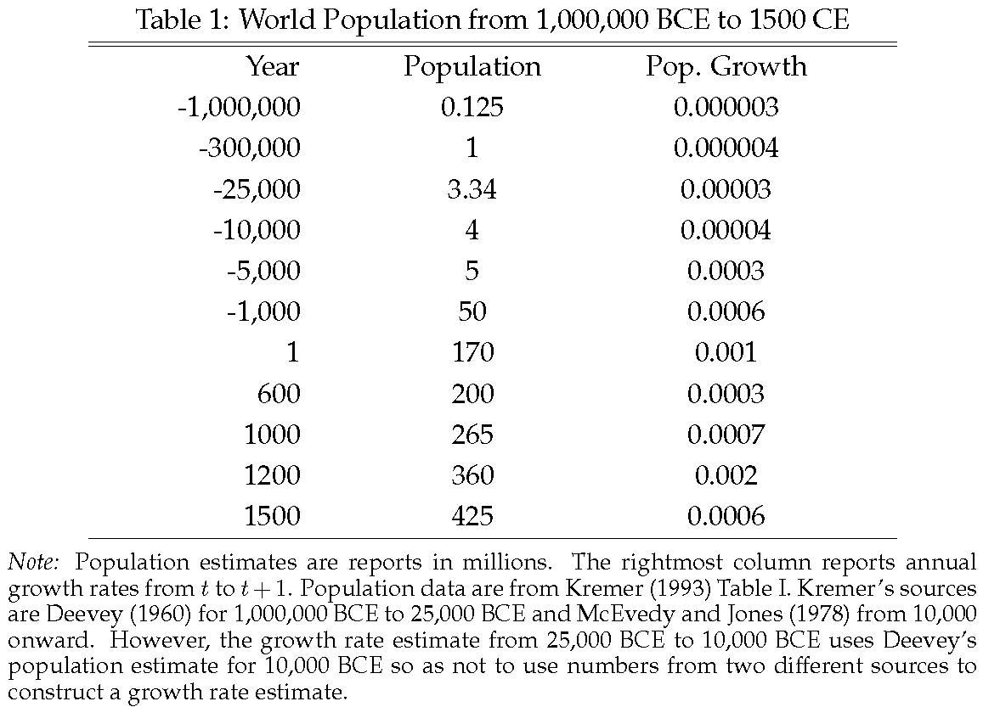 Table 1: World Population from 1,000,000 BCE to 1500 CE
Year Population Pop. Growth
-1,000,000 0.125 0.000003
-300,000 1 0.000004
-25,000 3.34 0.00003
-10,000 4 0.00004
-5,000 5 0.0003
-1,000 50 0.0006
1 170 0.001
600 200 0.0003
1000 265 0.0007
1200 360 0.002
1500 425 0.0006
Note: Population estimates are reports in millions. The rightmost column reports annual
growth rates from t to t + 1. Population data are from Kremer (1993) Table I. Kremer's sources
are Deevey (1960) for 1,000,000 BCE to 25,000 BCE and McEvedy and Jones (1978) from 10,000
onward. However, the growth rate estimate from 25,000 BCE to 10,000 BCE uses Deevey's
population estimate for 10,000 BCE so as not to use numbers from two different sources to
construct a growth rate estimate.